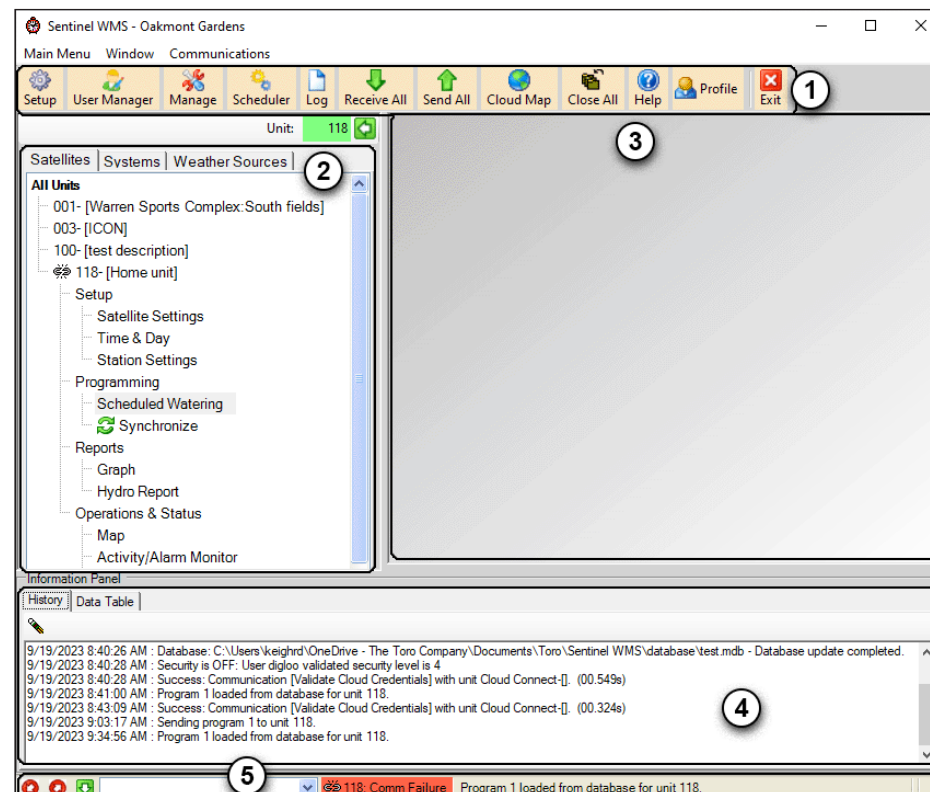 Sentinel WMS - Oakmont Gardens
Main Menu Window Communications
Setup User Manager Manage Scheduler Log Receive All Send All Cloud Map Close All Help Profile Exit
1
Unit: 118
3
Satellites Systems Weather Sources
2
All Units
001- [Warren Sports Complex:South fields]
003- [ICON]
100- [test description]
118- [Home unit]
Setup
Satellite Settings
Time & Day
Station Settings
Programming
Scheduled Watering
Synchronize
Reports
Graph
Hydro Report
Operations & Status
Map
Activity/Alarm Monitor
Information Panel
History Data Table
9/19/2023 8:40:26 AM : Database: C:\Users\keighrd\OneDrive - The Toro Company\Documents\Toro\Sentinel WMS\database\test.mdb - Database update completed.
9/19/2023 8:40:28 AM : Security is OFF: User digloo validated security level is 4
9/19/2023 8:40:28 AM : Success: Communication [Validate Cloud Credentials] with unit Cloud Connect-[]. (00.549s)
9/19/2023 8:41:00 AM : Program 1 loaded from database for unit 118.
9/19/2023 8:43:09 AM : Success: Communication [Validate Cloud Credentials] with unit Cloud Connect-[]. (00.324s)
9/19/2023 9:03:17 AM : Sending program 1 to unit 118.
9/19/2023 9:34:56 AM : Program 1 loaded from database for unit 118.
4
5
118: Comm Failure Program 1 loaded from database for unit 118.